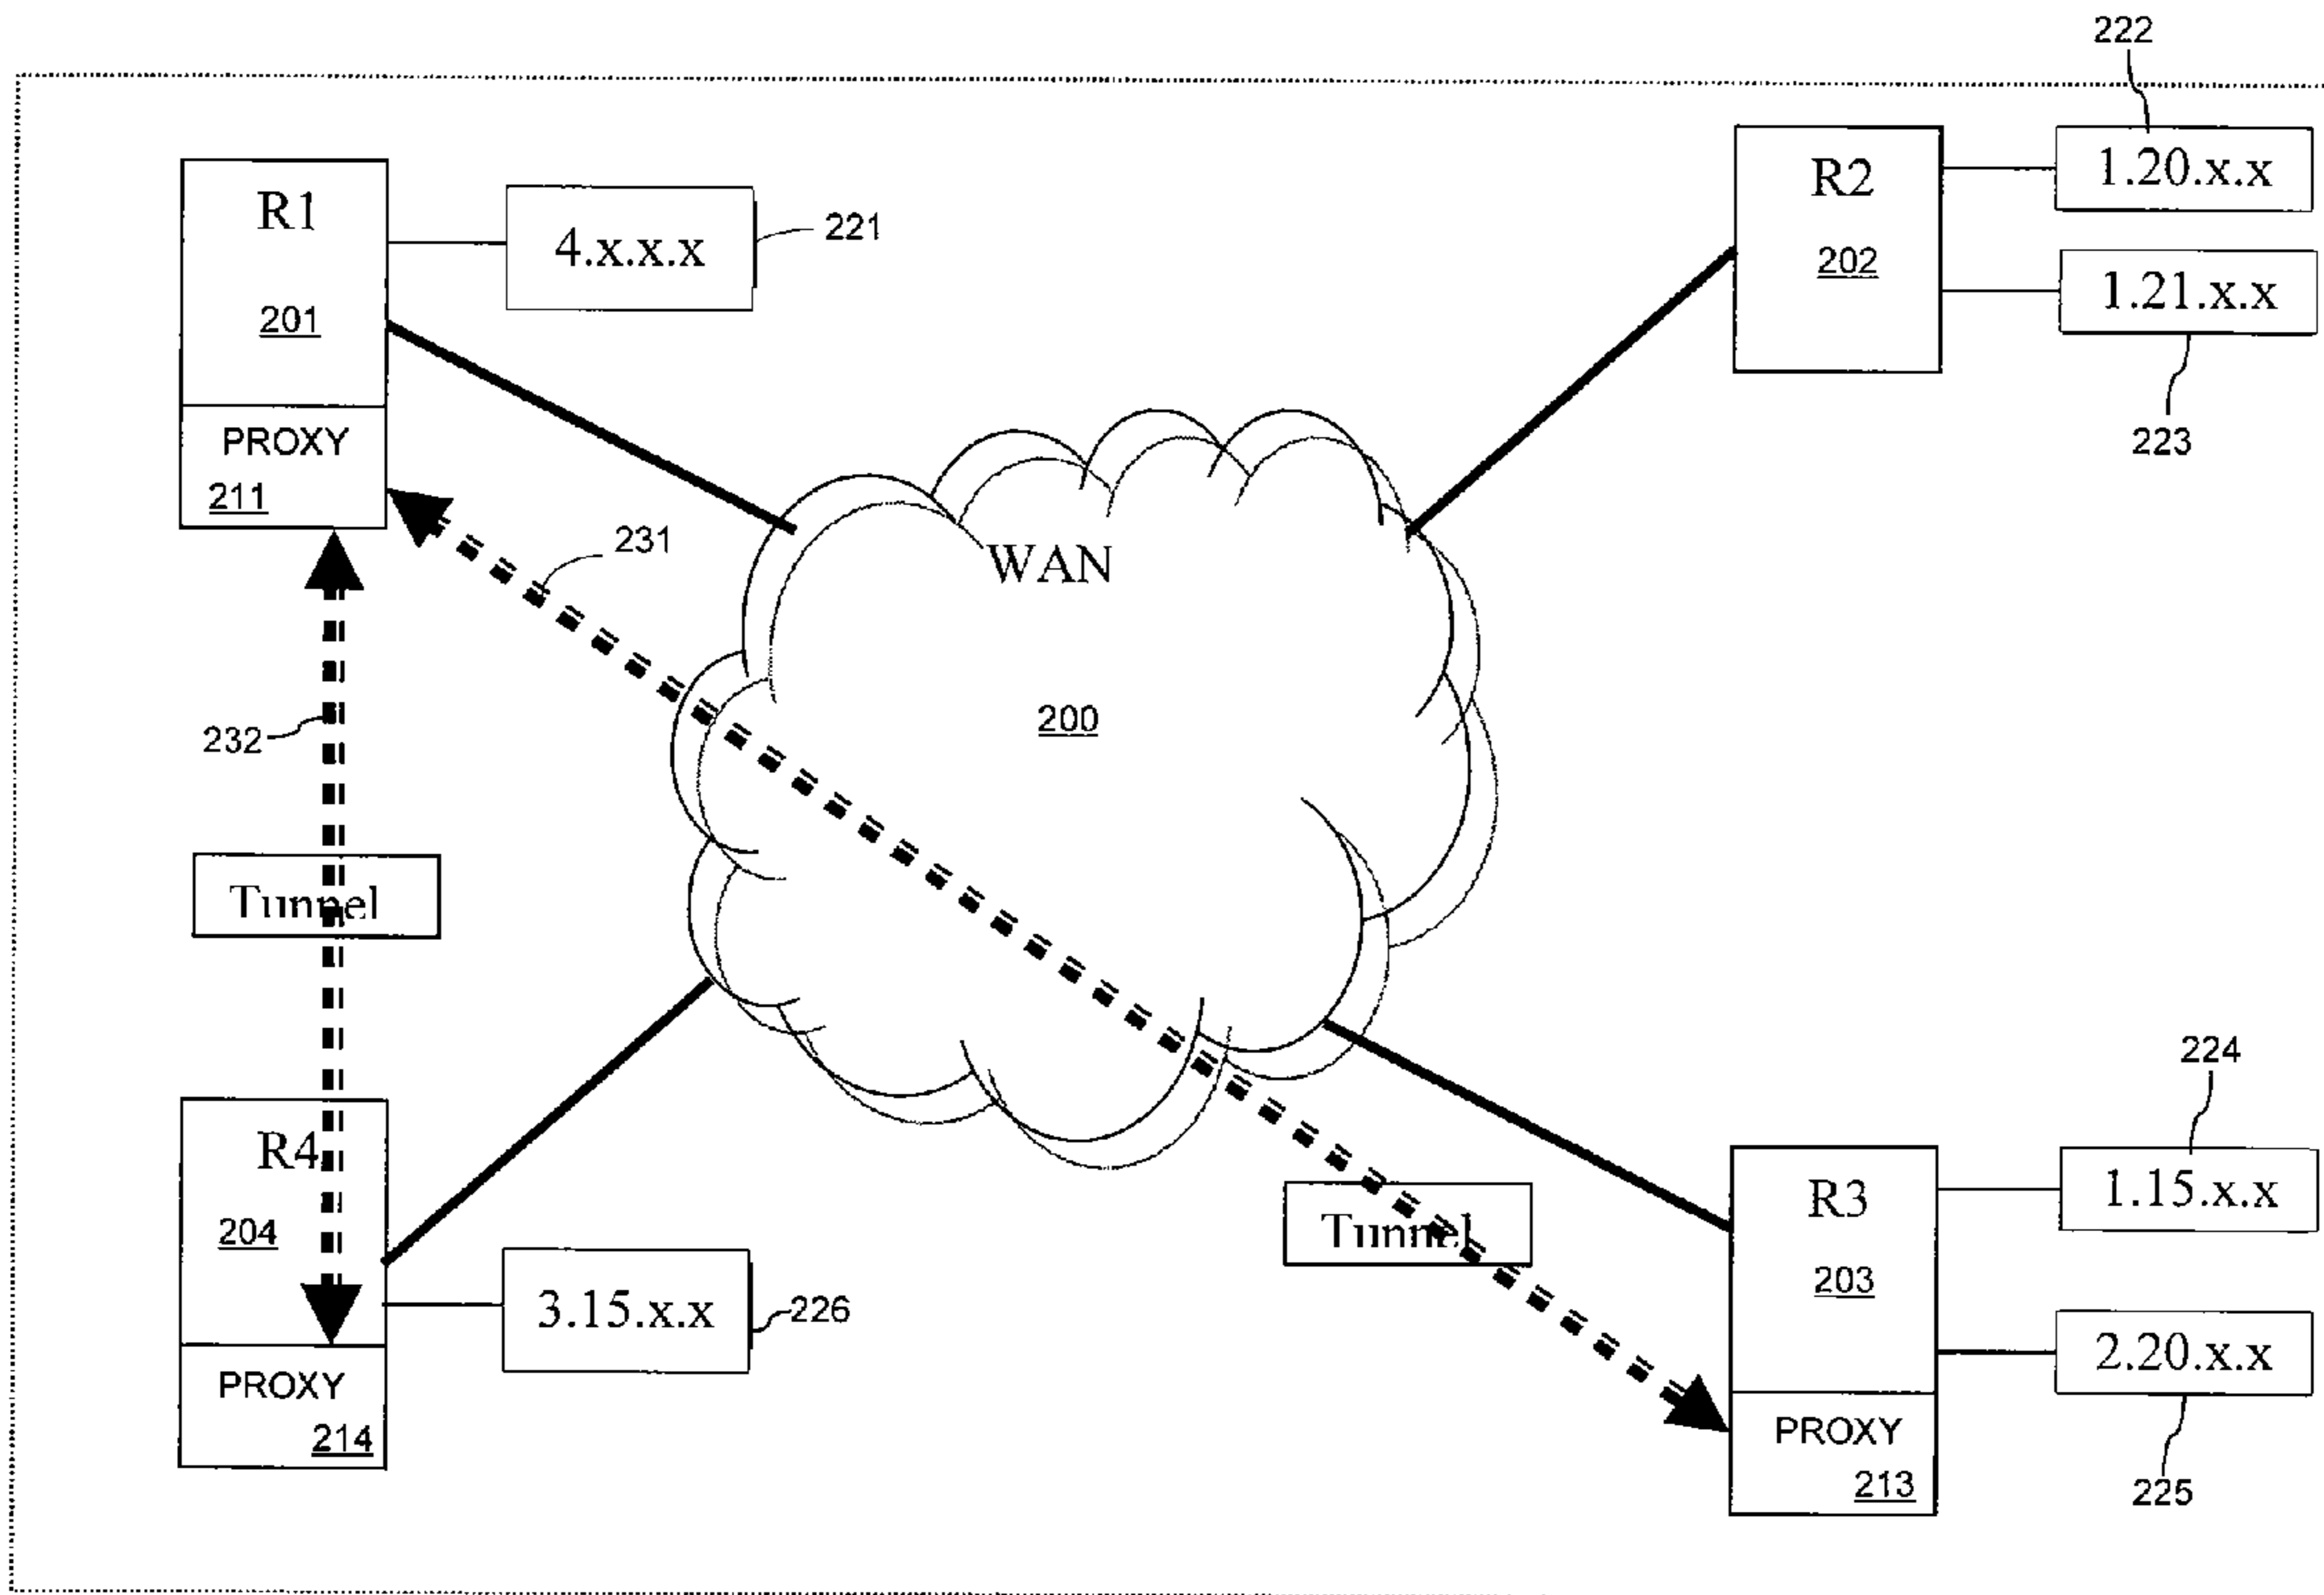 222
R1
201
PROXY
211
4.x.x.x
221
R2
202
1.20.x.x
1.21.x.x
223
WAN
200
231
232
Tunnel
R4
204
PROXY
214
3.15.x.x
226
Tunnel
R3
203
PROXY
213
224
1.15.x.x
2.20.x.x
225